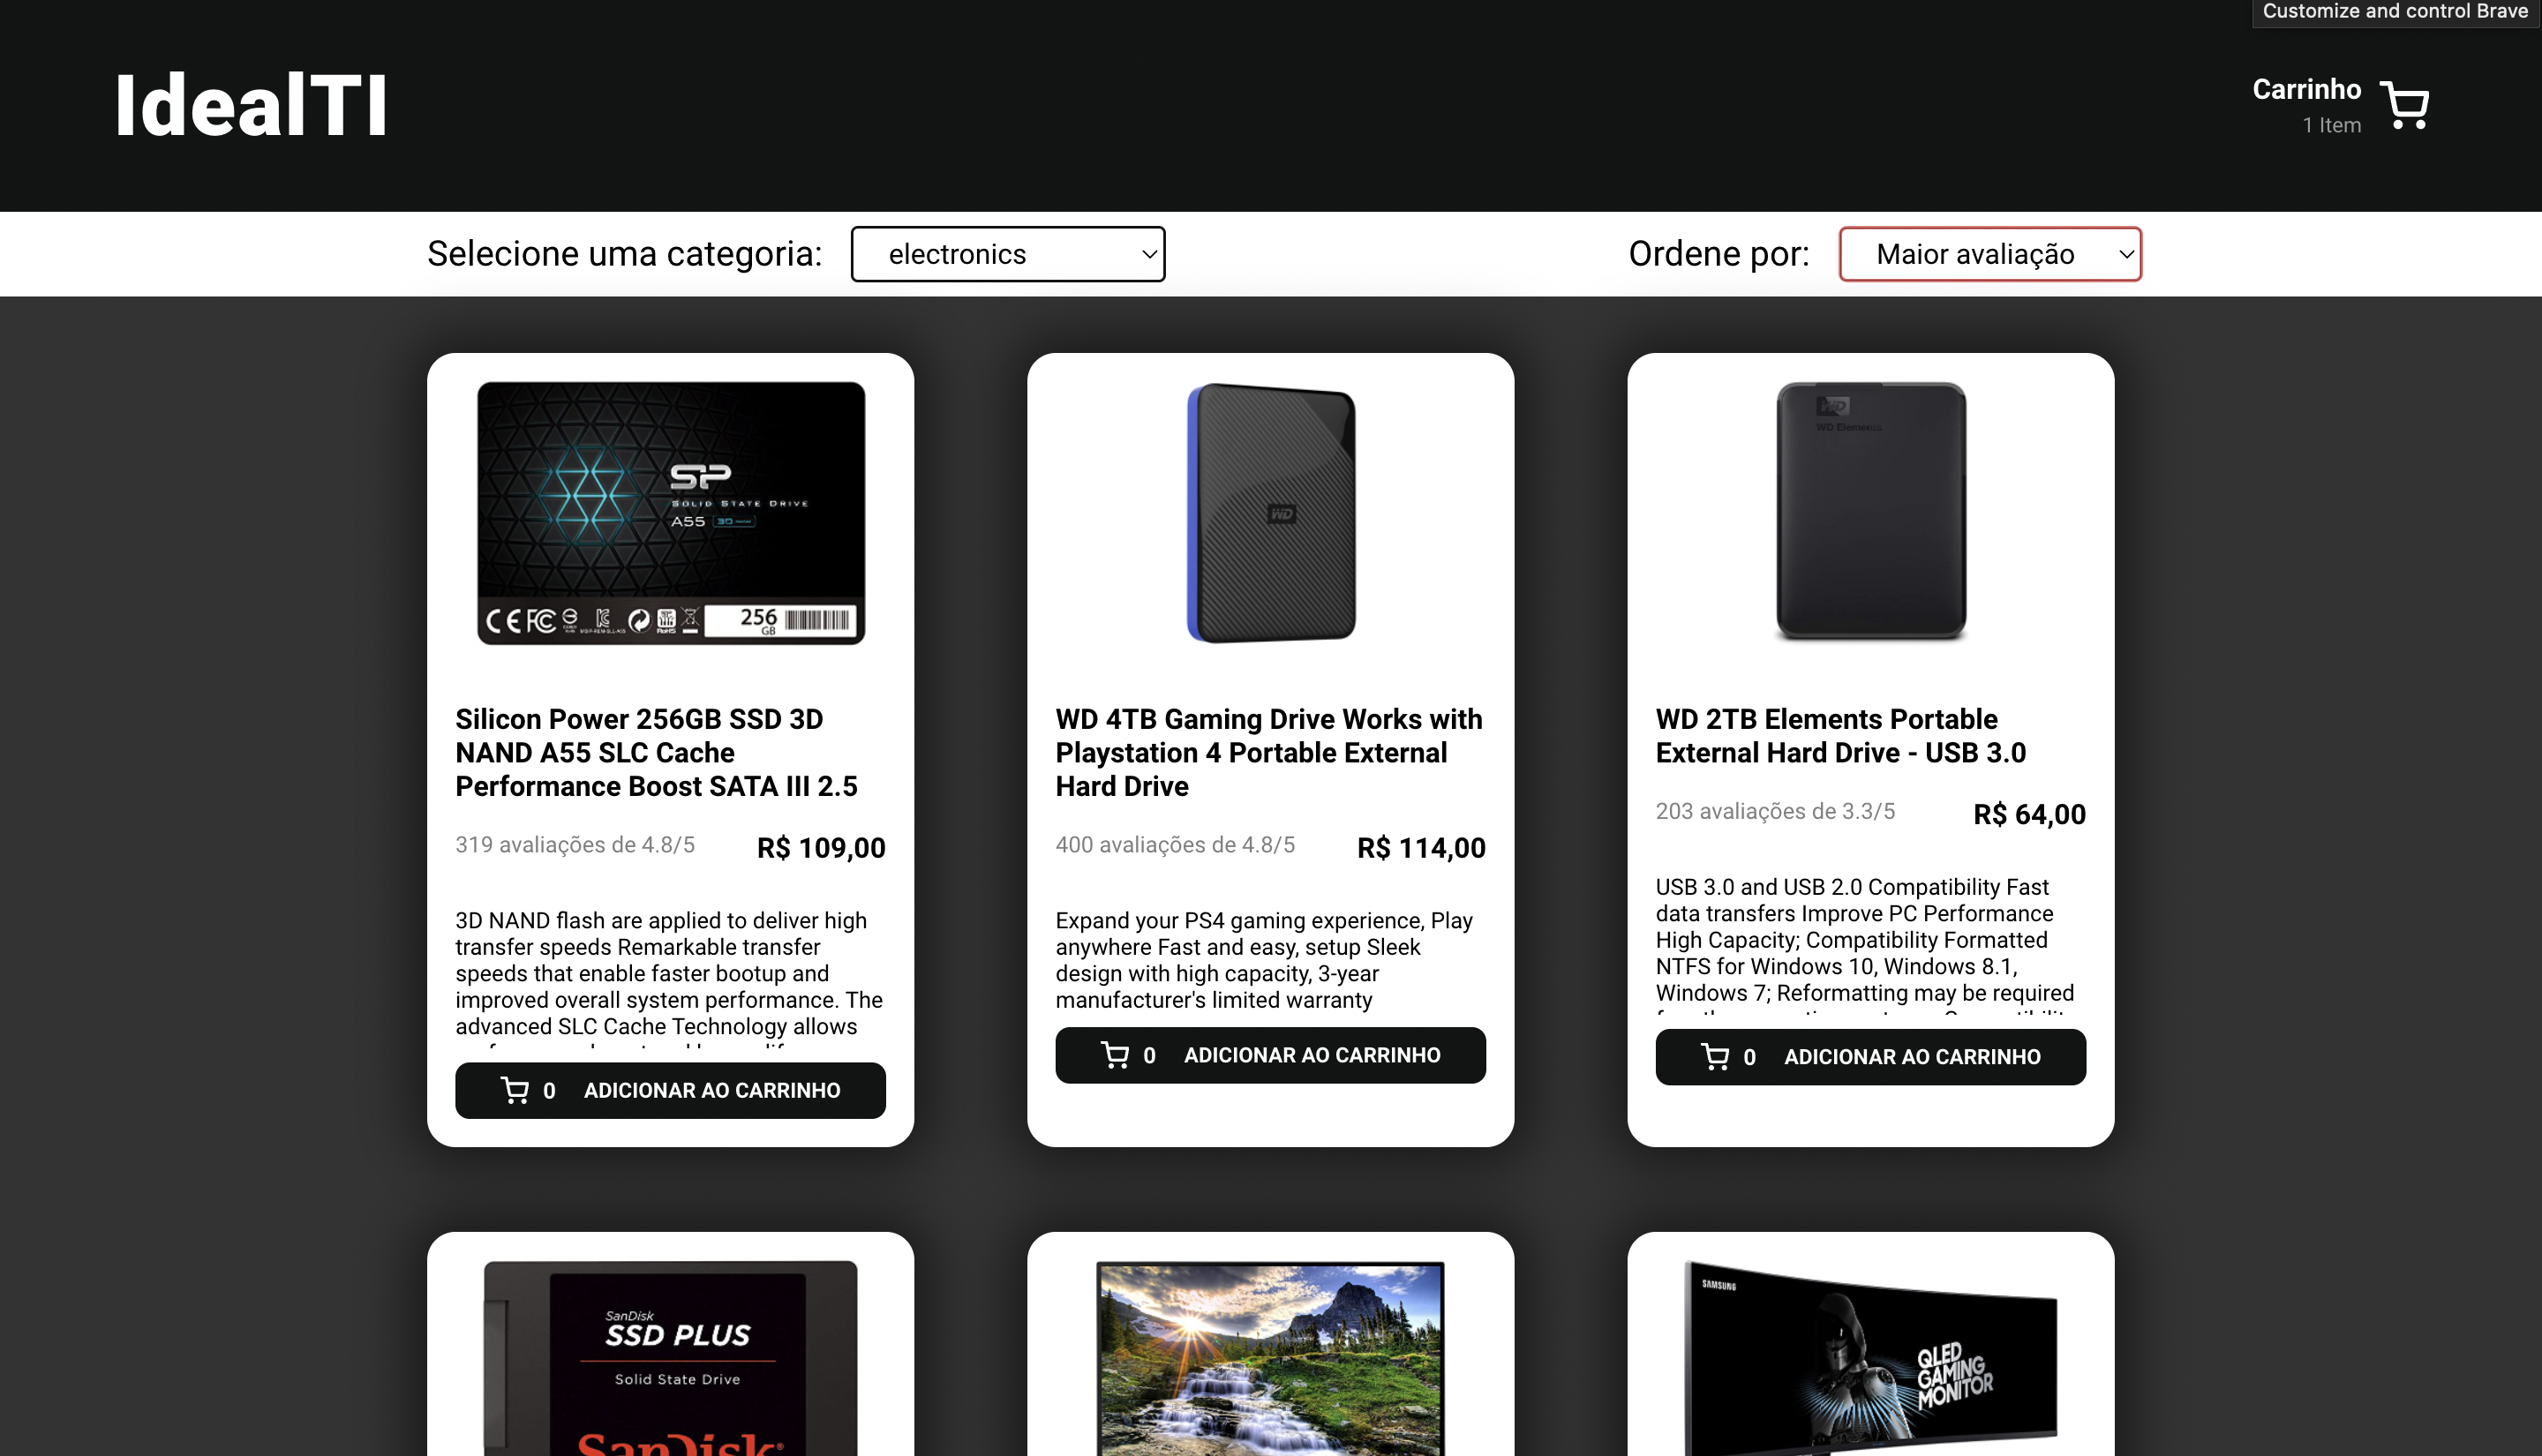 Customize and control Brave
IdealTI
Carrinho
1 Item
Selecione uma categoria:
electronics
Ordene por:
Maior avaliação
SP
SOLID STATE DRIVE
A55
CE FC
256
GB
Silicon Power 256GB SSD 3D
NAND A55 SLC Cache
Performance Boost SATA III 2.5
319 avaliações de 4.8/5
R$ 109,00
3D NAND flash are applied to deliver high
transfer speeds Remarkable transfer
speeds that enable faster bootup and
improved overall system performance. The
advanced SLC Cache Technology allows
0
ADICIONAR AO CARRINHO
WD
WD 4TB Gaming Drive Works with
Playstation 4 Portable External
Hard Drive
400 avaliações de 4.8/5
R$ 114,00
Expand your PS4 gaming experience, Play
anywhere Fast and easy, setup Sleek
design with high capacity, 3-year
manufacturer's limited warranty
0
ADICIONAR AO CARRINHO
WD
WD Elements
WD 2TB Elements Portable
External Hard Drive - USB 3.0
203 avaliações de 3.3/5
R$ 64,00
USB 3.0 and USB 2.0 Compatibility Fast
data transfers Improve PC Performance
High Capacity; Compatibility Formatted
NTFS for Windows 10, Windows 8.1,
Windows 7; Reformatting may be required
0
ADICIONAR AO CARRINHO
SanDisk
SSD PLUS
Solid State Drive
SanDisk
SAMSUNG
QLED
GAMING
MONITOR